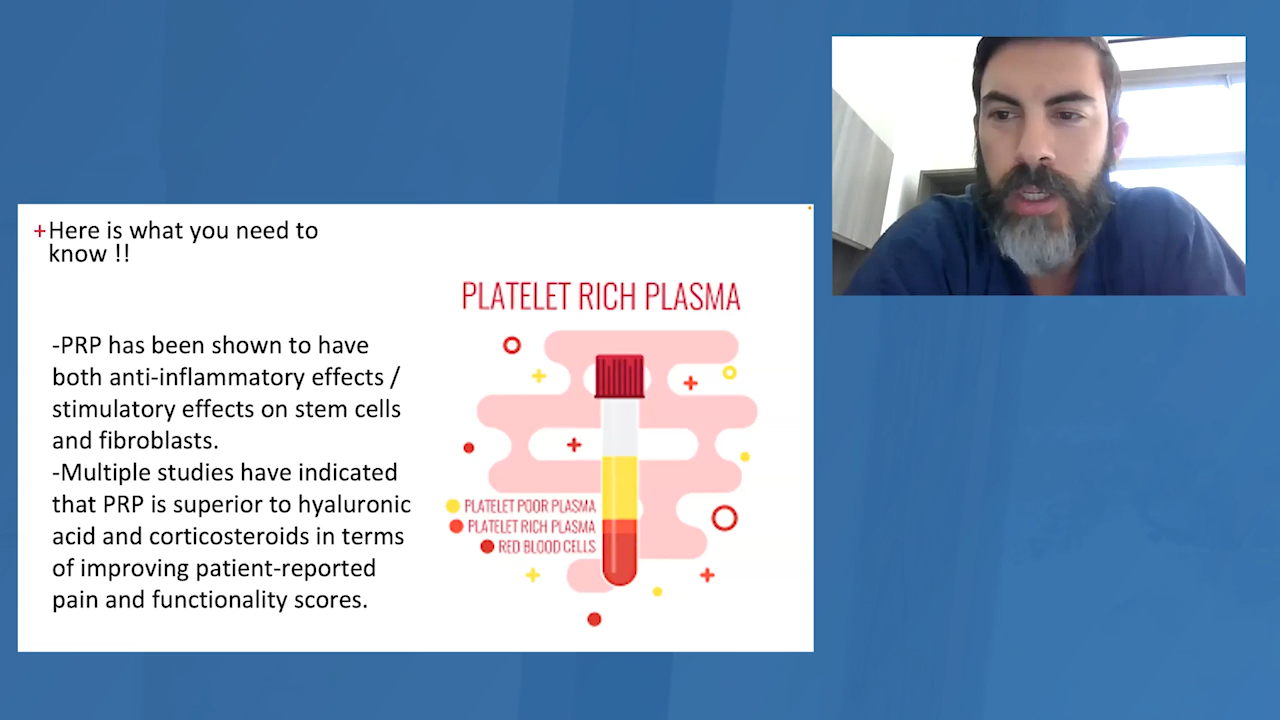 +Here is what you need to
know !!
-PRP has been shown to have
both anti-inflammatory effects /
stimulatory effects on stem cells
and fibroblasts.
-Multiple studies have indicated
that PRP is superior to hyaluronic
acid and corticosteroids in terms
of improving patient-reported
pain and functionality scores.
PLATELET RICH PLASMA
PLATELET POOR PLASMA
PLATELET RICH PLASMA
RED BLOOD CELLS